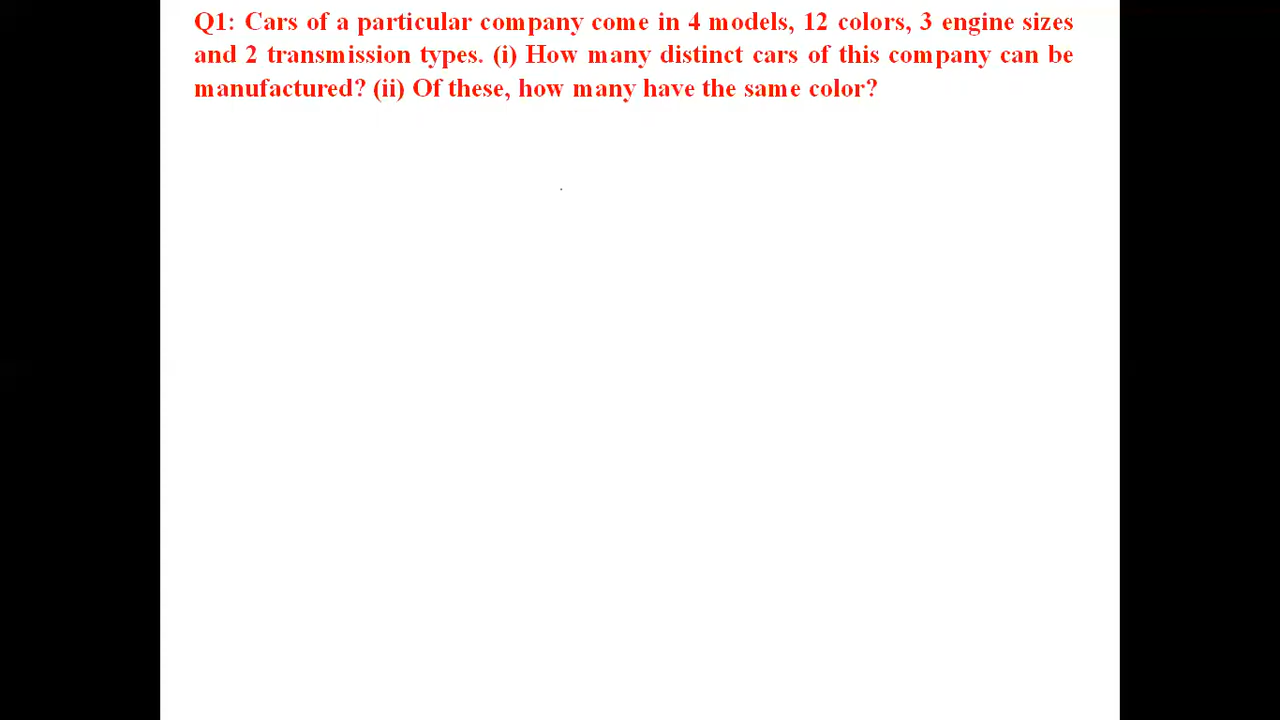 Q1: Cars of a particular company come in 4 models, 12 colors, 3 engine sizes
and 2 transmission types. (i) How many distinct cars of this company can be
manufactured? (ii) Of these, how many have the same color?